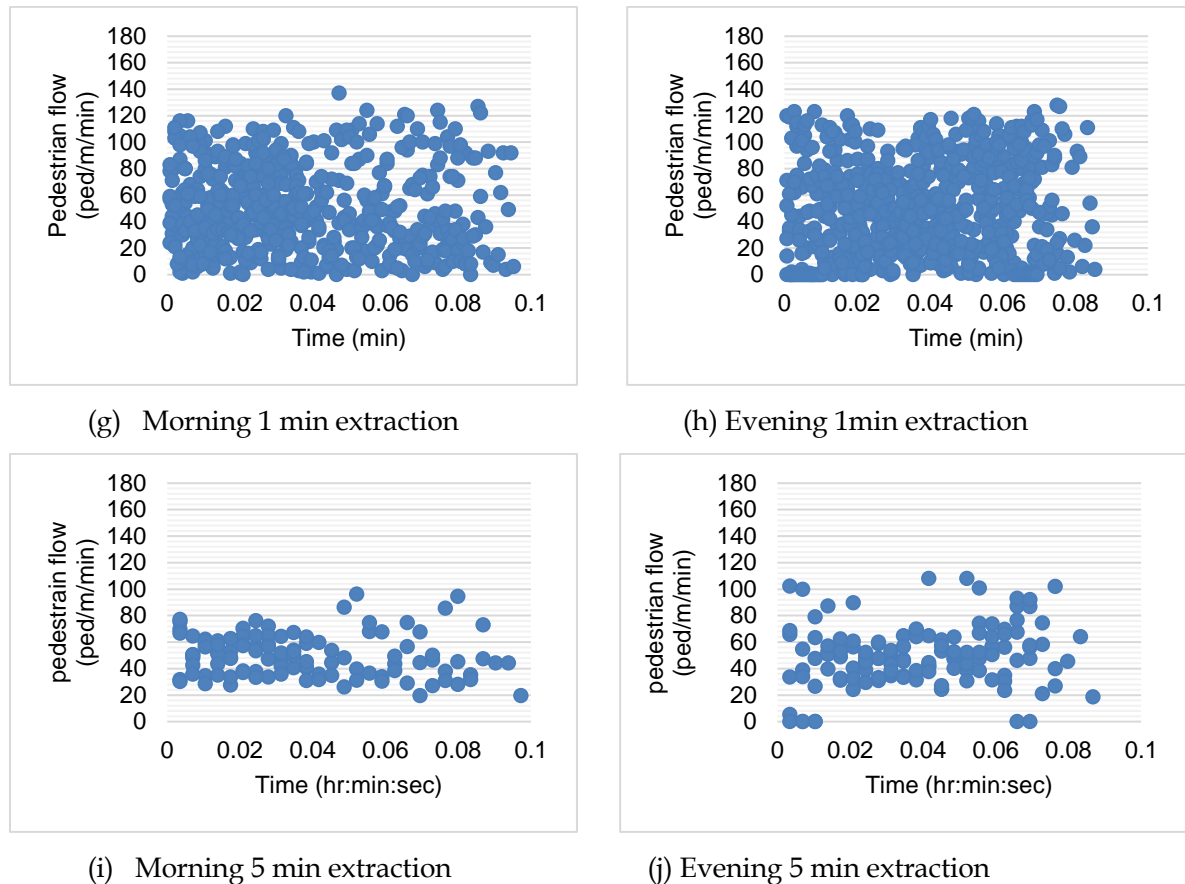 180
160
140
120
100
80
60
40
20
0
Pedestrian flow
(ped/m/min)
0 0.02 0.04 0.06 0.08 0.1
Time (min)
180
160
140
120
100
80
60
40
20
0
Pedestrian flow
(ped/m/min)
0 0.02 0.04 0.06 0.08 0.1
Time (min)
(g) Morning 1 min extraction
(h) Evening 1min extraction
180
160
140
120
100
80
60
40
20
0
pedestrain flow
(ped/m/min)
0 0.02 0.04 0.06 0.08 0.1
Time (hr:min:sec)
180
160
140
120
100
80
60
40
20
0
pedestrian flow
(ped/m/min)
0 0.02 0.04 0.06 0.08 0.1
Time (hr:min:sec)
(i) Morning 5 min extraction
(j) Evening 5 min extraction